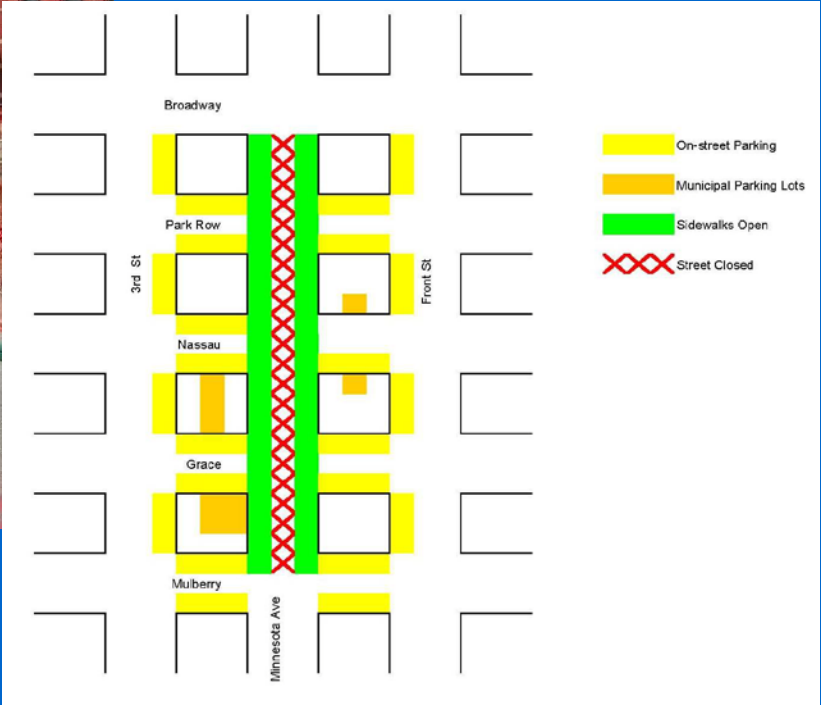 Broadway
On-street Parking
Municipal Parking Lots
Park Row
Sidewalks Open
3rd St
Front St
Street Closed
Nassau
Grace
Mulberry
Minnesota Ave